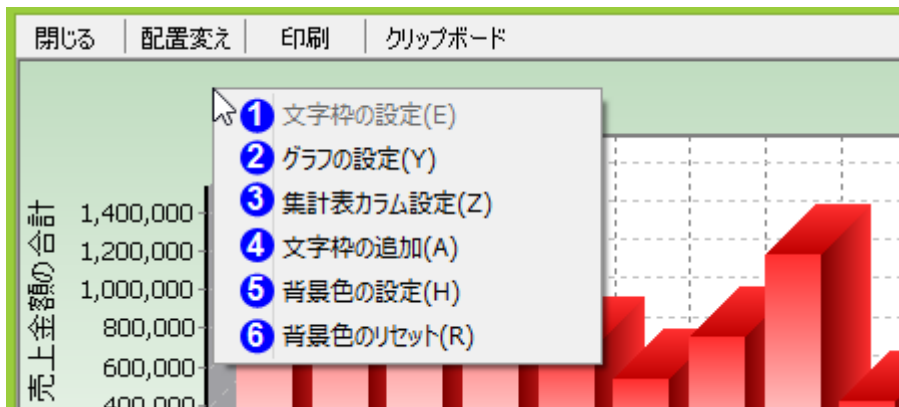 閉じる 配置変え 印刷 クリップボード
1 文字枠の設定(E)
2 グラフの設定(Y)
3 集計表カラム設定(Z)
4 文字枠の追加(A)
5 背景色の設定(H)
6 背景色のリセット(R)
売上金額の合計
1,400,000
1,200,000
1,000,000
800,000
600,000
400,000